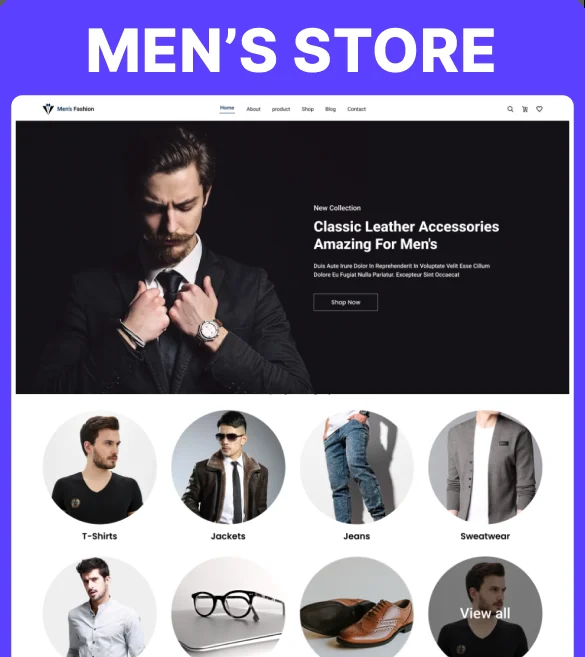 MEN'S STORE
Men's Fashion
Home About product Shop Blog Contact
New Collection
Classic Leather Accessories
Amazing For Men's
Duis Aute Irure Dolor In Reprehenderit In Voluptate Velit Esse Cillum
Dolore Eu Fugiat Nulla Pariatur. Excepteur Sint Occaecat
Shop Now
T-Shirts Jackets Jeans Sweatwear
View all